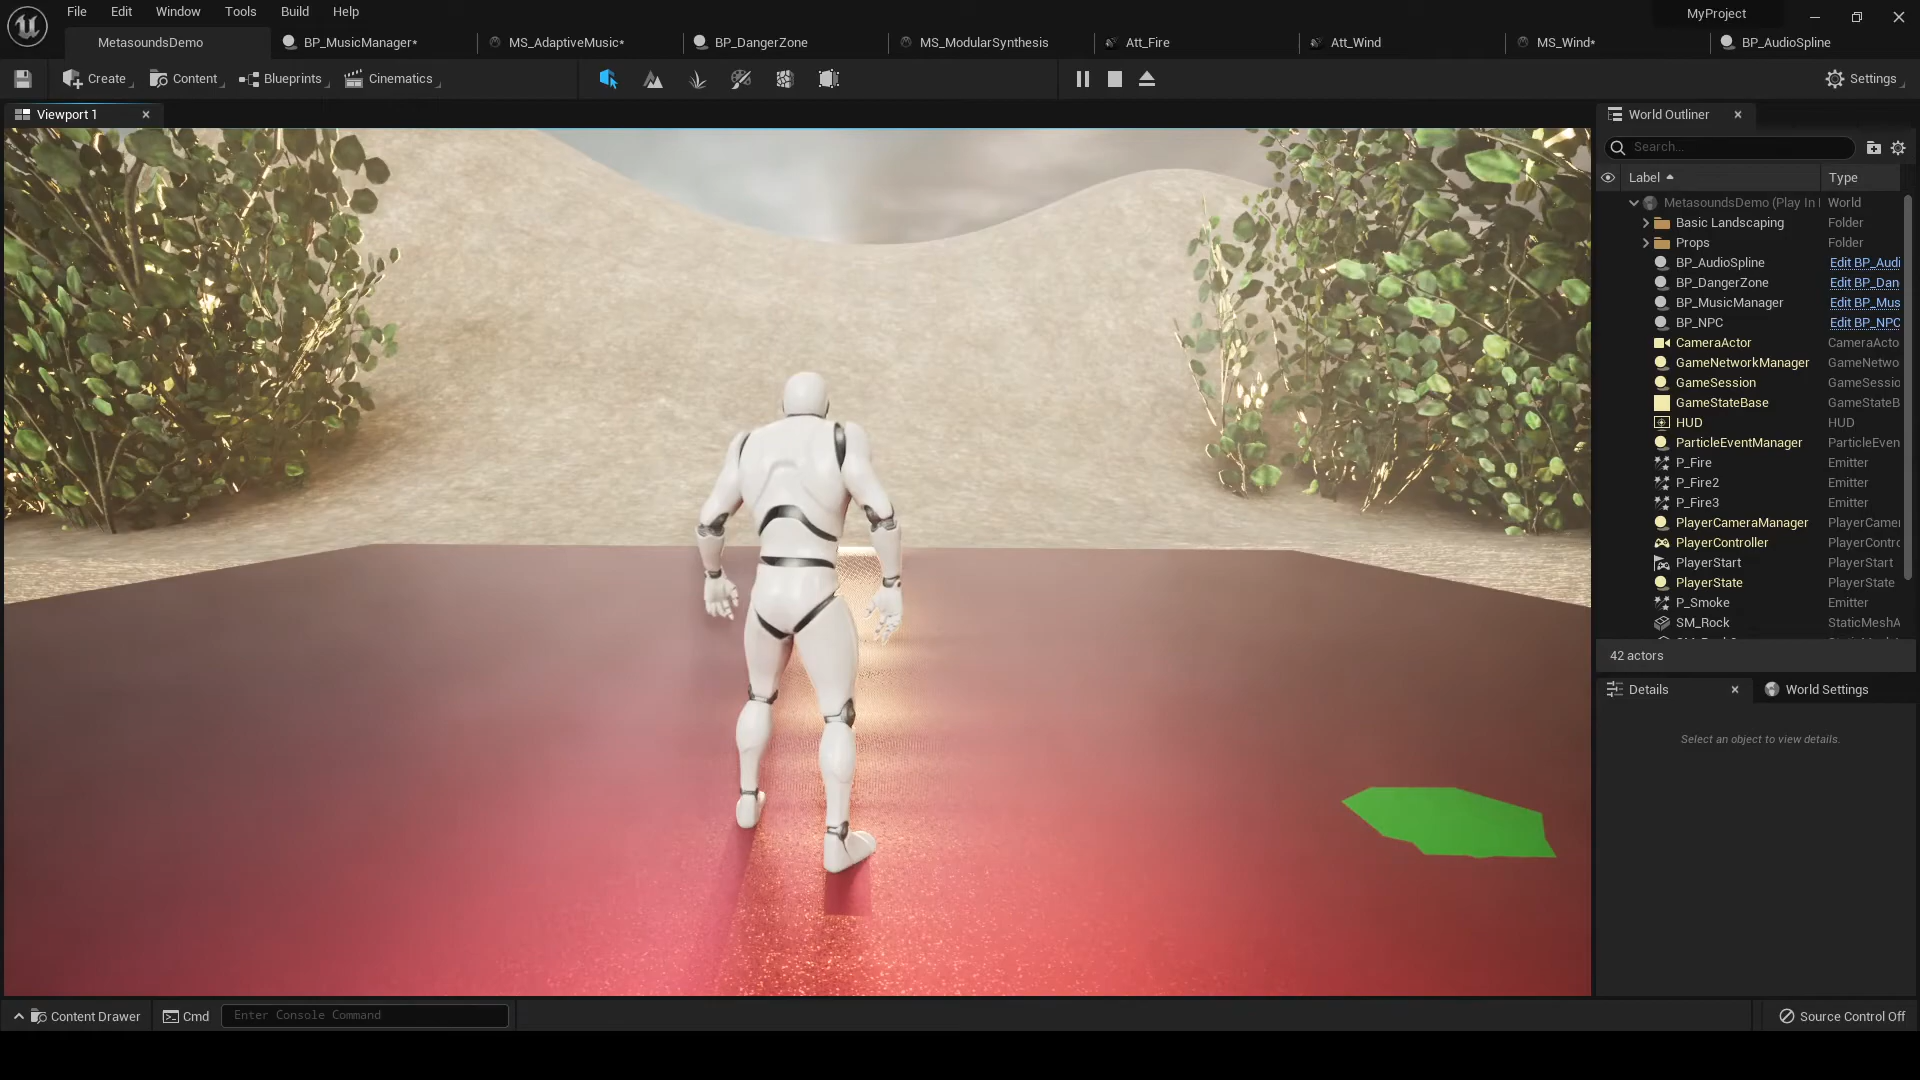 File Edit Window Tools Build Help
MyProject
MetasoundsDemo BP_MusicManager* MS_AdaptiveMusic* BP_DangerZone MS_ModularSynthesis Att_Fire Att_Wind MS_Wind* BP_AudioSpline
Create Content Blueprints Cinematics Settings
Viewport 1
World Outliner
Search...
Label Type
MetasoundsDemo (Play In World
Basic Landscaping Folder
Props Folder
BP_AudioSpline Edit BP_Audi
BP_DangerZone Edit BP_Dan
BP_MusicManager Edit BP_Mus
BP_NPC Edit BP_NPC
CameraActor CameraActo
GameNetworkManager GameNetwo
GameSession GameSessio
GameStateBase GameStateB
HUD HUD
ParticleEventManager ParticleEven
P_Fire Emitter
P_Fire2 Emitter
P_Fire3 Emitter
PlayerCameraManager PlayerCamer
PlayerController PlayerContro
PlayerStart PlayerStart
PlayerState PlayerState
P_Smoke Emitter
SM_Rock StaticMeshA
42 actors
Details World Settings
Select an object to view details.
Content Drawer Cmd Enter Console Command Source Control Off